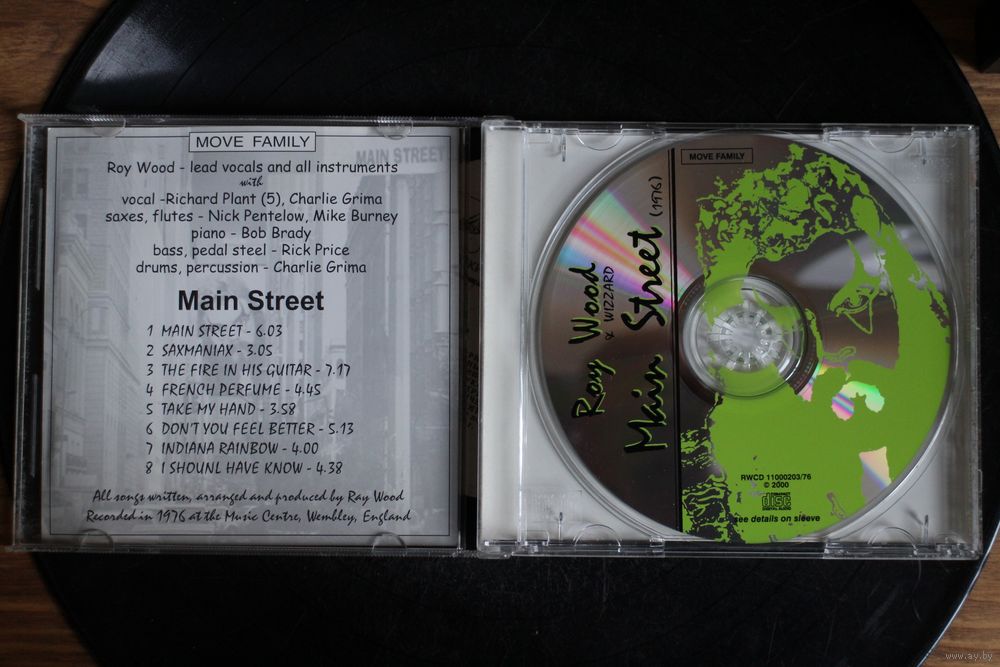 MOVE FAMILY
MAIN STREET
Roy Wood - lead vocals and all instruments
with
vocal -Richard Plant (5), Charlie Grima
saxes, flutes - Nick Pentelow, Mike Burney
piano - Bob Brady
bass, pedal steel - Rick Price
drums, percussion - Charlie Grima
Main Street
1 MAIN STREET - 6.03
2 SAXMANIAX - 3.05
3 THE FIRE IN HIS GUITAR - 7.17
4 FRENCH PERFUME - 4.45
5 TAKE MY HAND - 3.58
6 DON'T YOU FEEL BETTER - 5.13
7 INDIANA RAINBOW - 4.00
8 I SHOUNL HAVE KNOW - 4.38
All songs written, arranged and produced by Ray Wood
Recorded in 1976 at the Music Centre, Wembley, England
MOVE FAMILY
Roy Wood
& WIZZARD
Main Street (1976)
RWCD 11000203/76
© 2000
COMPACT
disc
DIGITAL AUDIO
see details on sleeve
www.ay.by